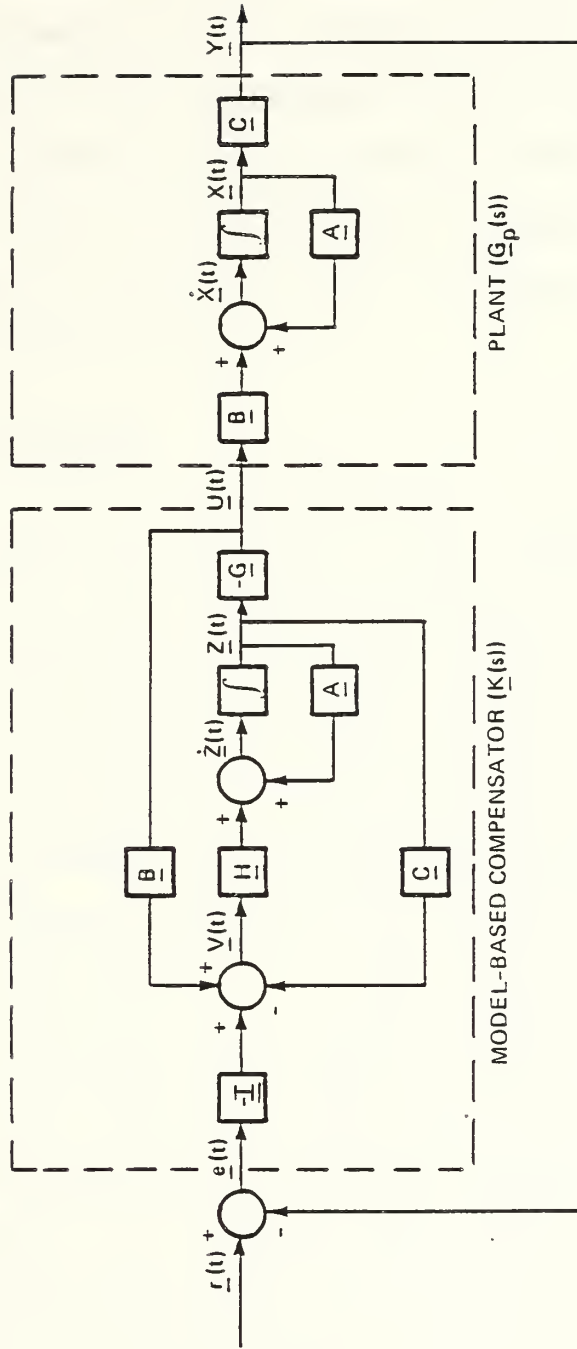 r(t)
+
-
e(t)
-I
+
+
-
V(t)
B
H
C
+
+
Ż(t)
∫
A
Z(t)
-G
U(t)
MODEL-BASED COMPENSATOR (K(s))
B
+
+
Ẋ(t)
∫
A
X(t)
C
Y(t)
PLANT (Gp(s))